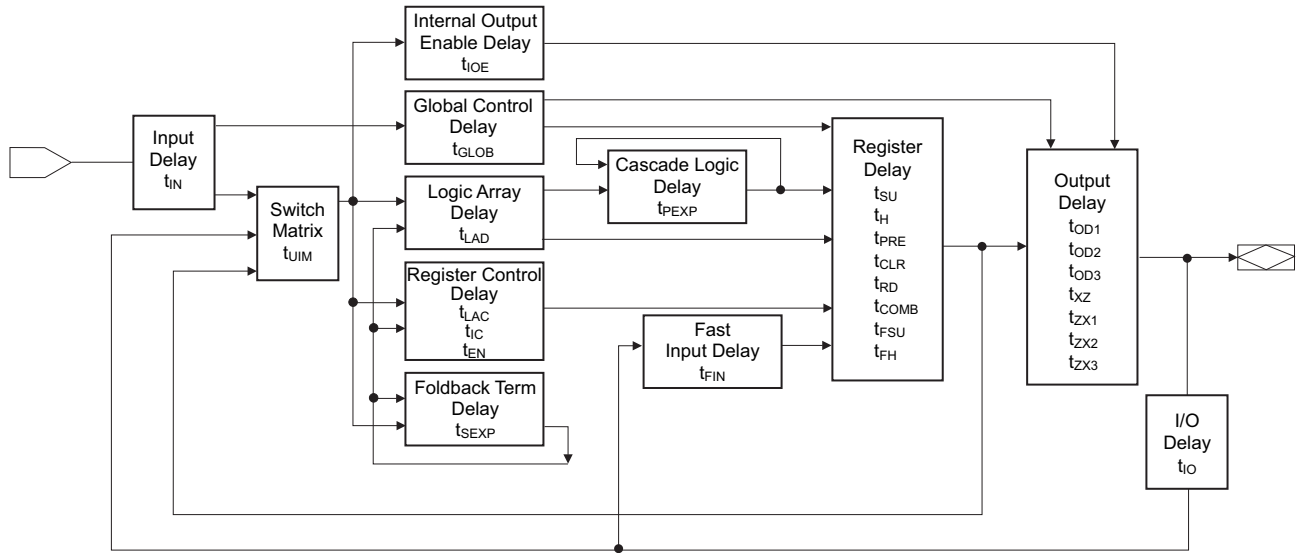 Internal Output
Enable Delay
tIOE
Global Control
Delay
tGLOB
Input
Delay
tIN
Switch
Matrix
tUIM
Logic Array
Delay
tLAD
Cascade Logic
Delay
tPEXP
Register Control
Delay
tLAC
tIC
tEN
Fast
Input Delay
tFIN
Foldback Term
Delay
tSEXP
Register
Delay
tSU
tH
tPRE
tCLR
tRD
tCOMB
tFSU
tFH
Output
Delay
tOD1
tOD2
tOD3
tXZ
tZX1
tZX2
tZX3
I/O
Delay
tIO